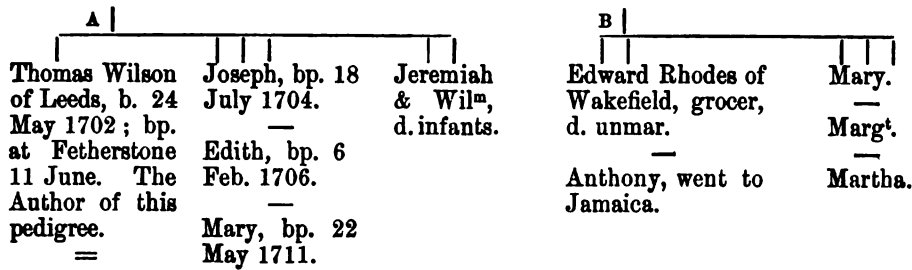 A
B
Thomas Wilson
of Leeds, b. 24
May 1702 ; bp.
at Fetherstone
11 June. The
Author of this
pedigree.
=
Joseph, bp. 18
July 1704.
—
Edith, bp. 6
Feb. 1706.
—
Mary, bp. 22
May 1711.
Jeremiah
& Wilᵐ,
d. infants.
Edward Rhodes of
Wakefield, grocer,
d. unmar.
—
Anthony, went to
Jamaica.
Mary.
—
Margᵗ.
—
Martha.